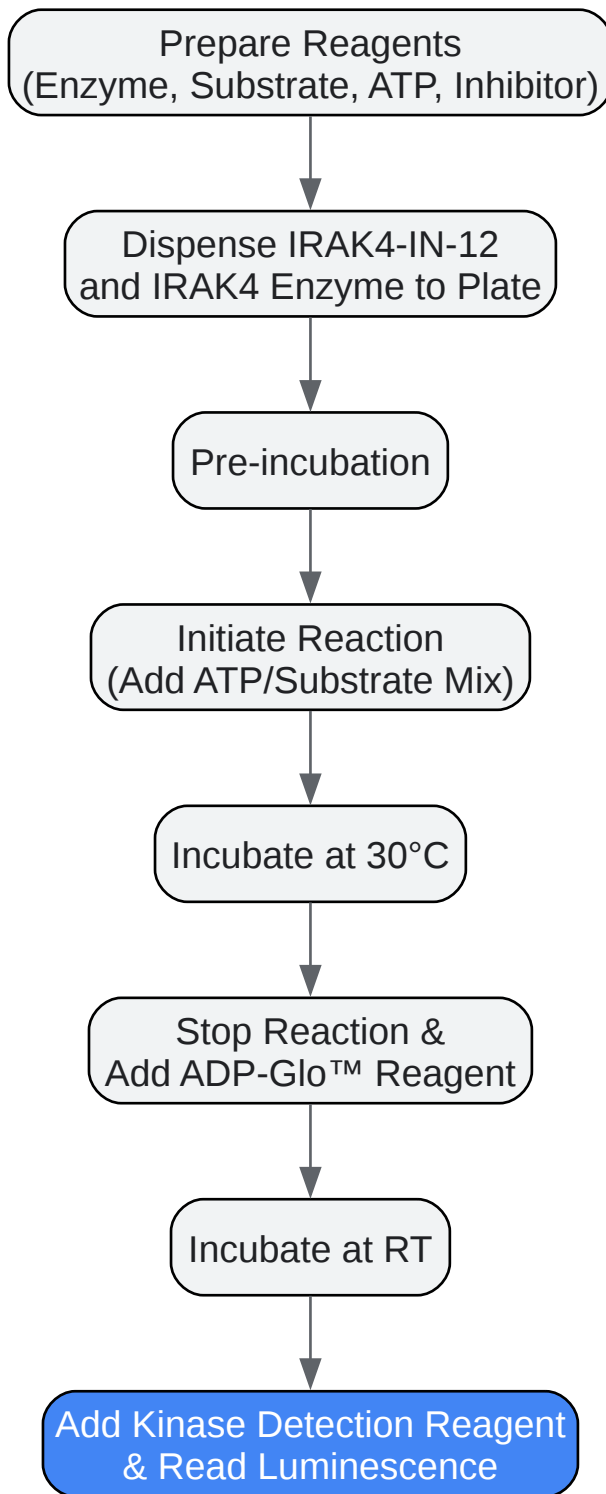 Prepare Reagents
(Enzyme, Substrate, ATP, Inhibitor)
Dispense IRAK4-IN-12
and IRAK4 Enzyme to Plate
Pre-incubation
Initiate Reaction
(Add ATP/Substrate Mix)
Incubate at 30°C
Stop Reaction &
Add ADP-Glo™ Reagent
Incubate at RT
Add Kinase Detection Reagent
& Read Luminescence